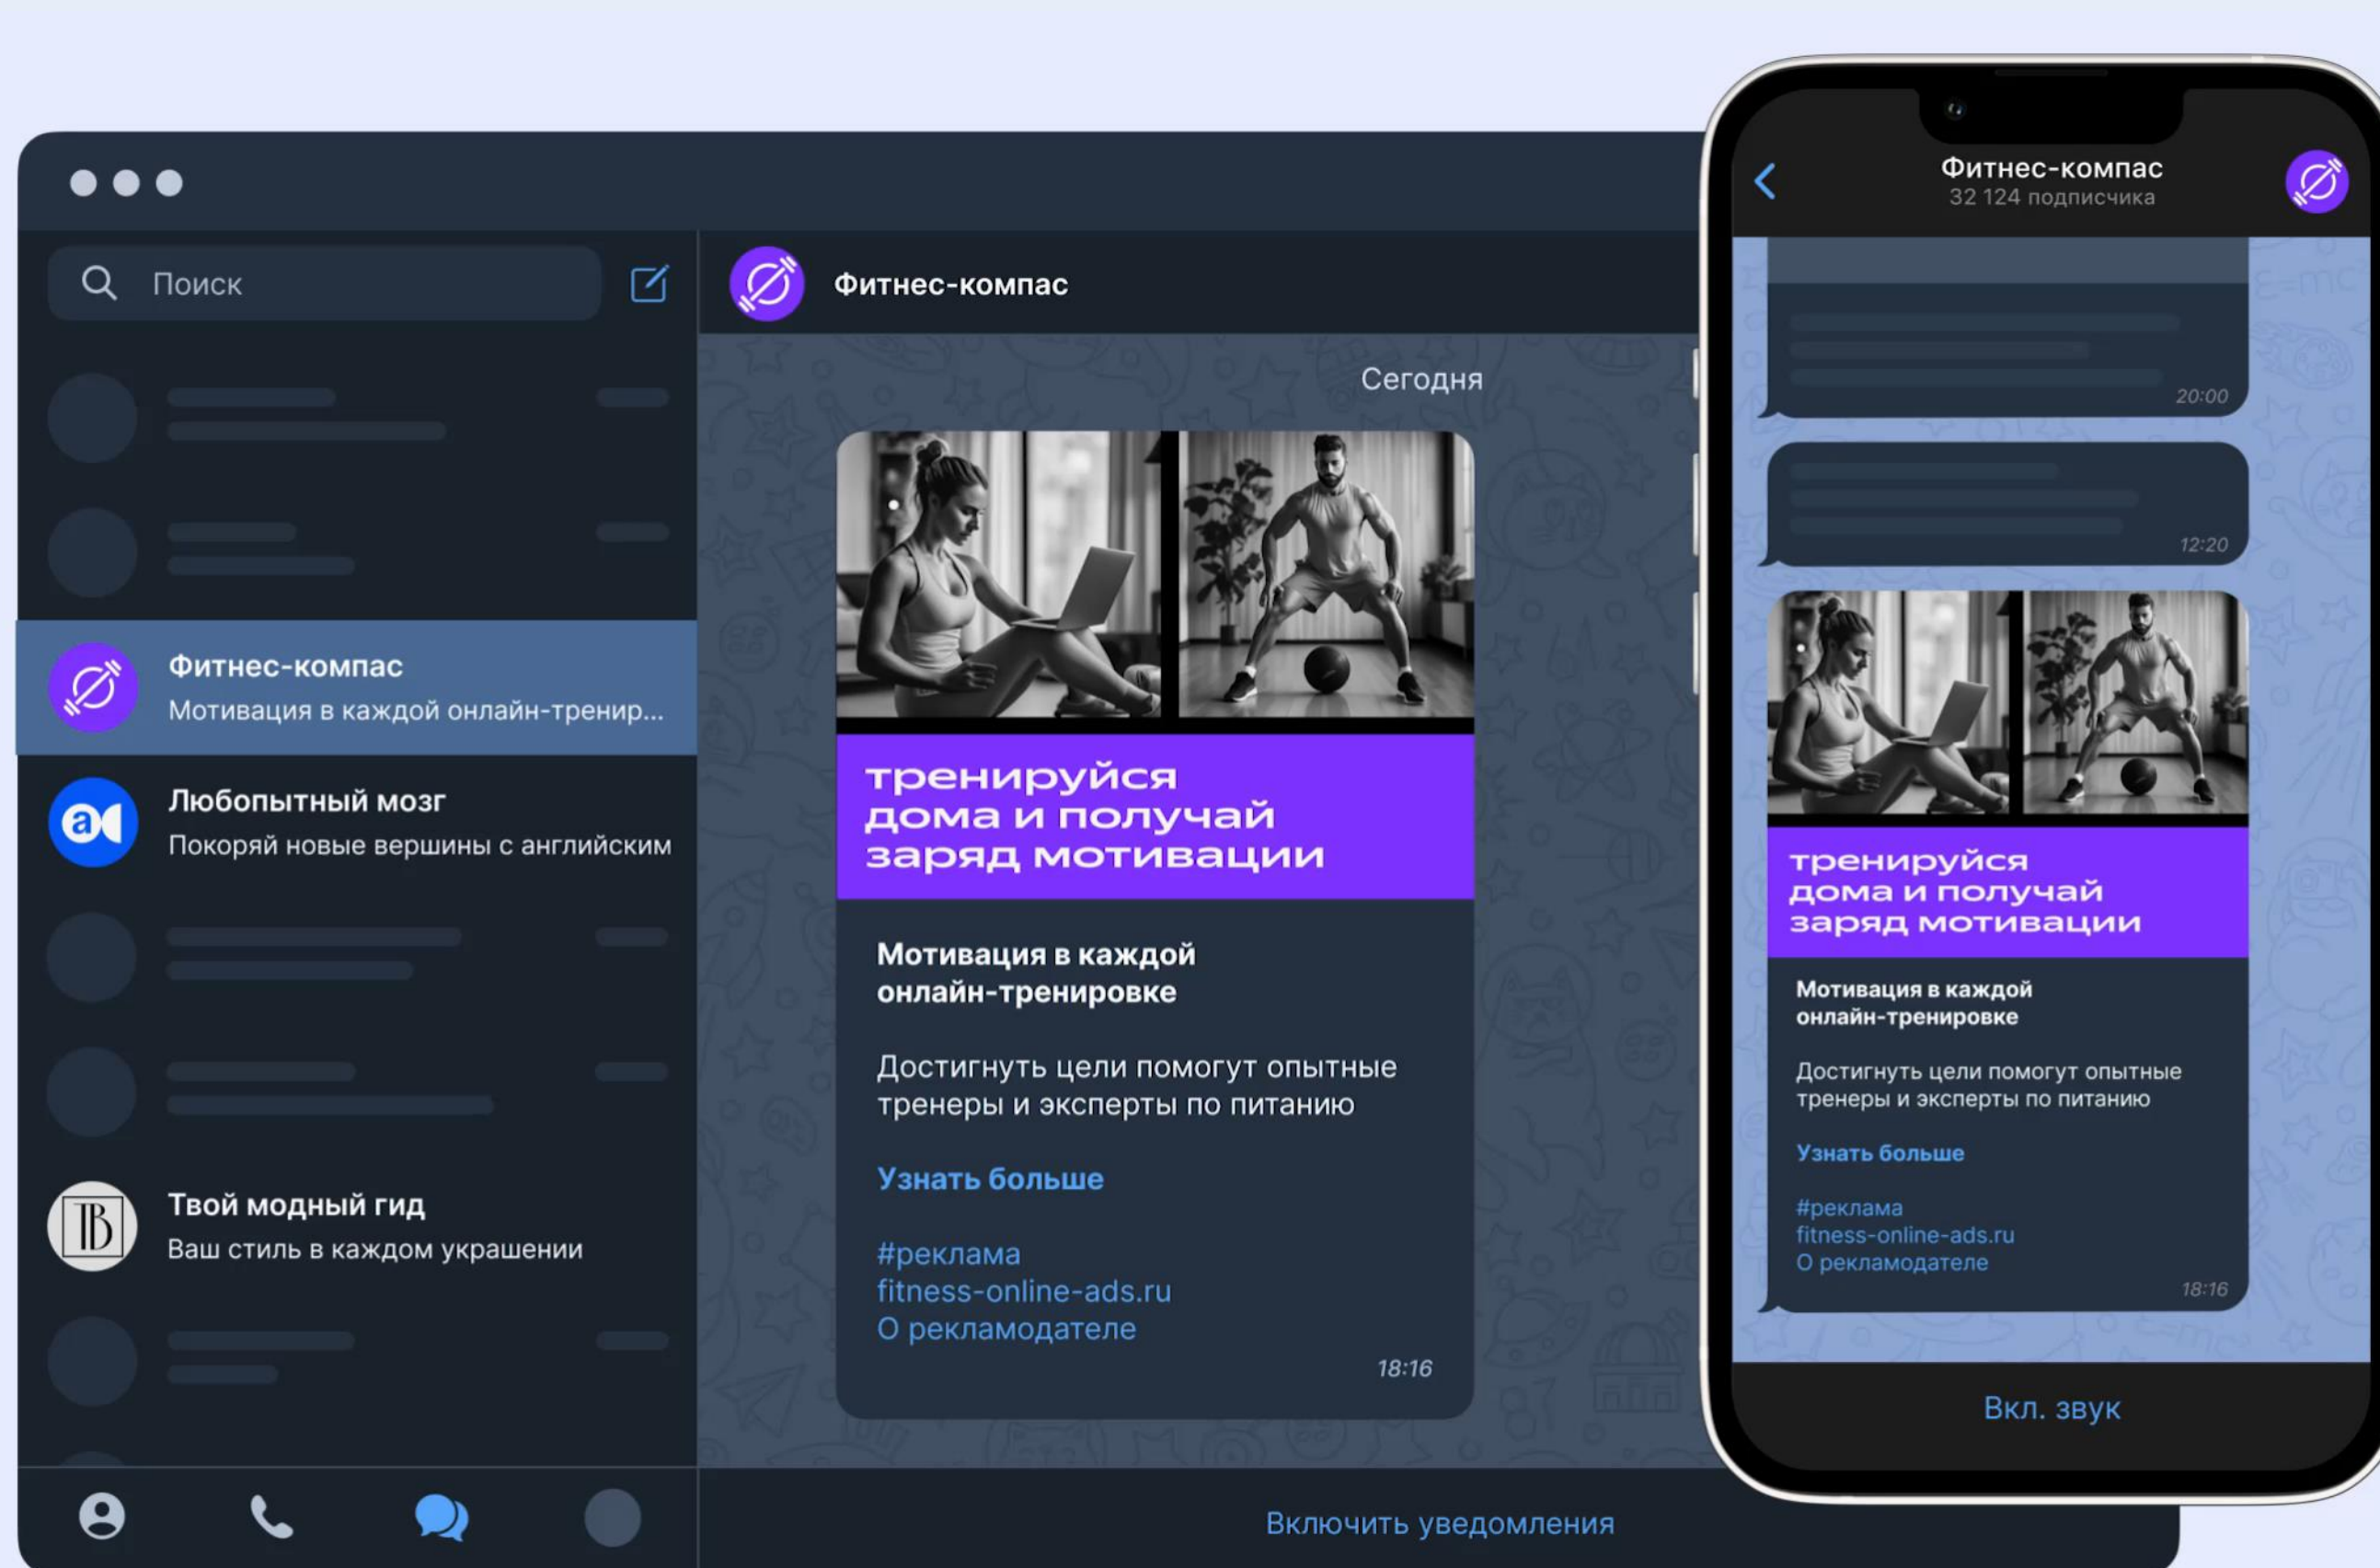 Поиск
Фитнес-компас
Мотивация в каждой онлайн-тренир...
a
Любопытный мозг
Покоряй новые вершины с английским
ТВ
Твой модный гид
Ваш стиль в каждом украшении
Фитнес-компас
Сегодня
тренируйся
дома и получай
заряд мотивации
Мотивация в каждой
онлайн-тренировке
Достигнуть цели помогут опытные
тренеры и эксперты по питанию
Узнать больше
#реклама
fitness-online-ads.ru
О рекламодателе
18:16
Включить уведомления
Фитнес-компас
32 124 подписчика
20:00
12:20
тренируйся
дома и получай
заряд мотивации
Мотивация в каждой
онлайн-тренировке
Достигнуть цели помогут опытные
тренеры и эксперты по питанию
Узнать больше
#реклама
fitness-online-ads.ru
О рекламодателе
18:16
Вкл. звук